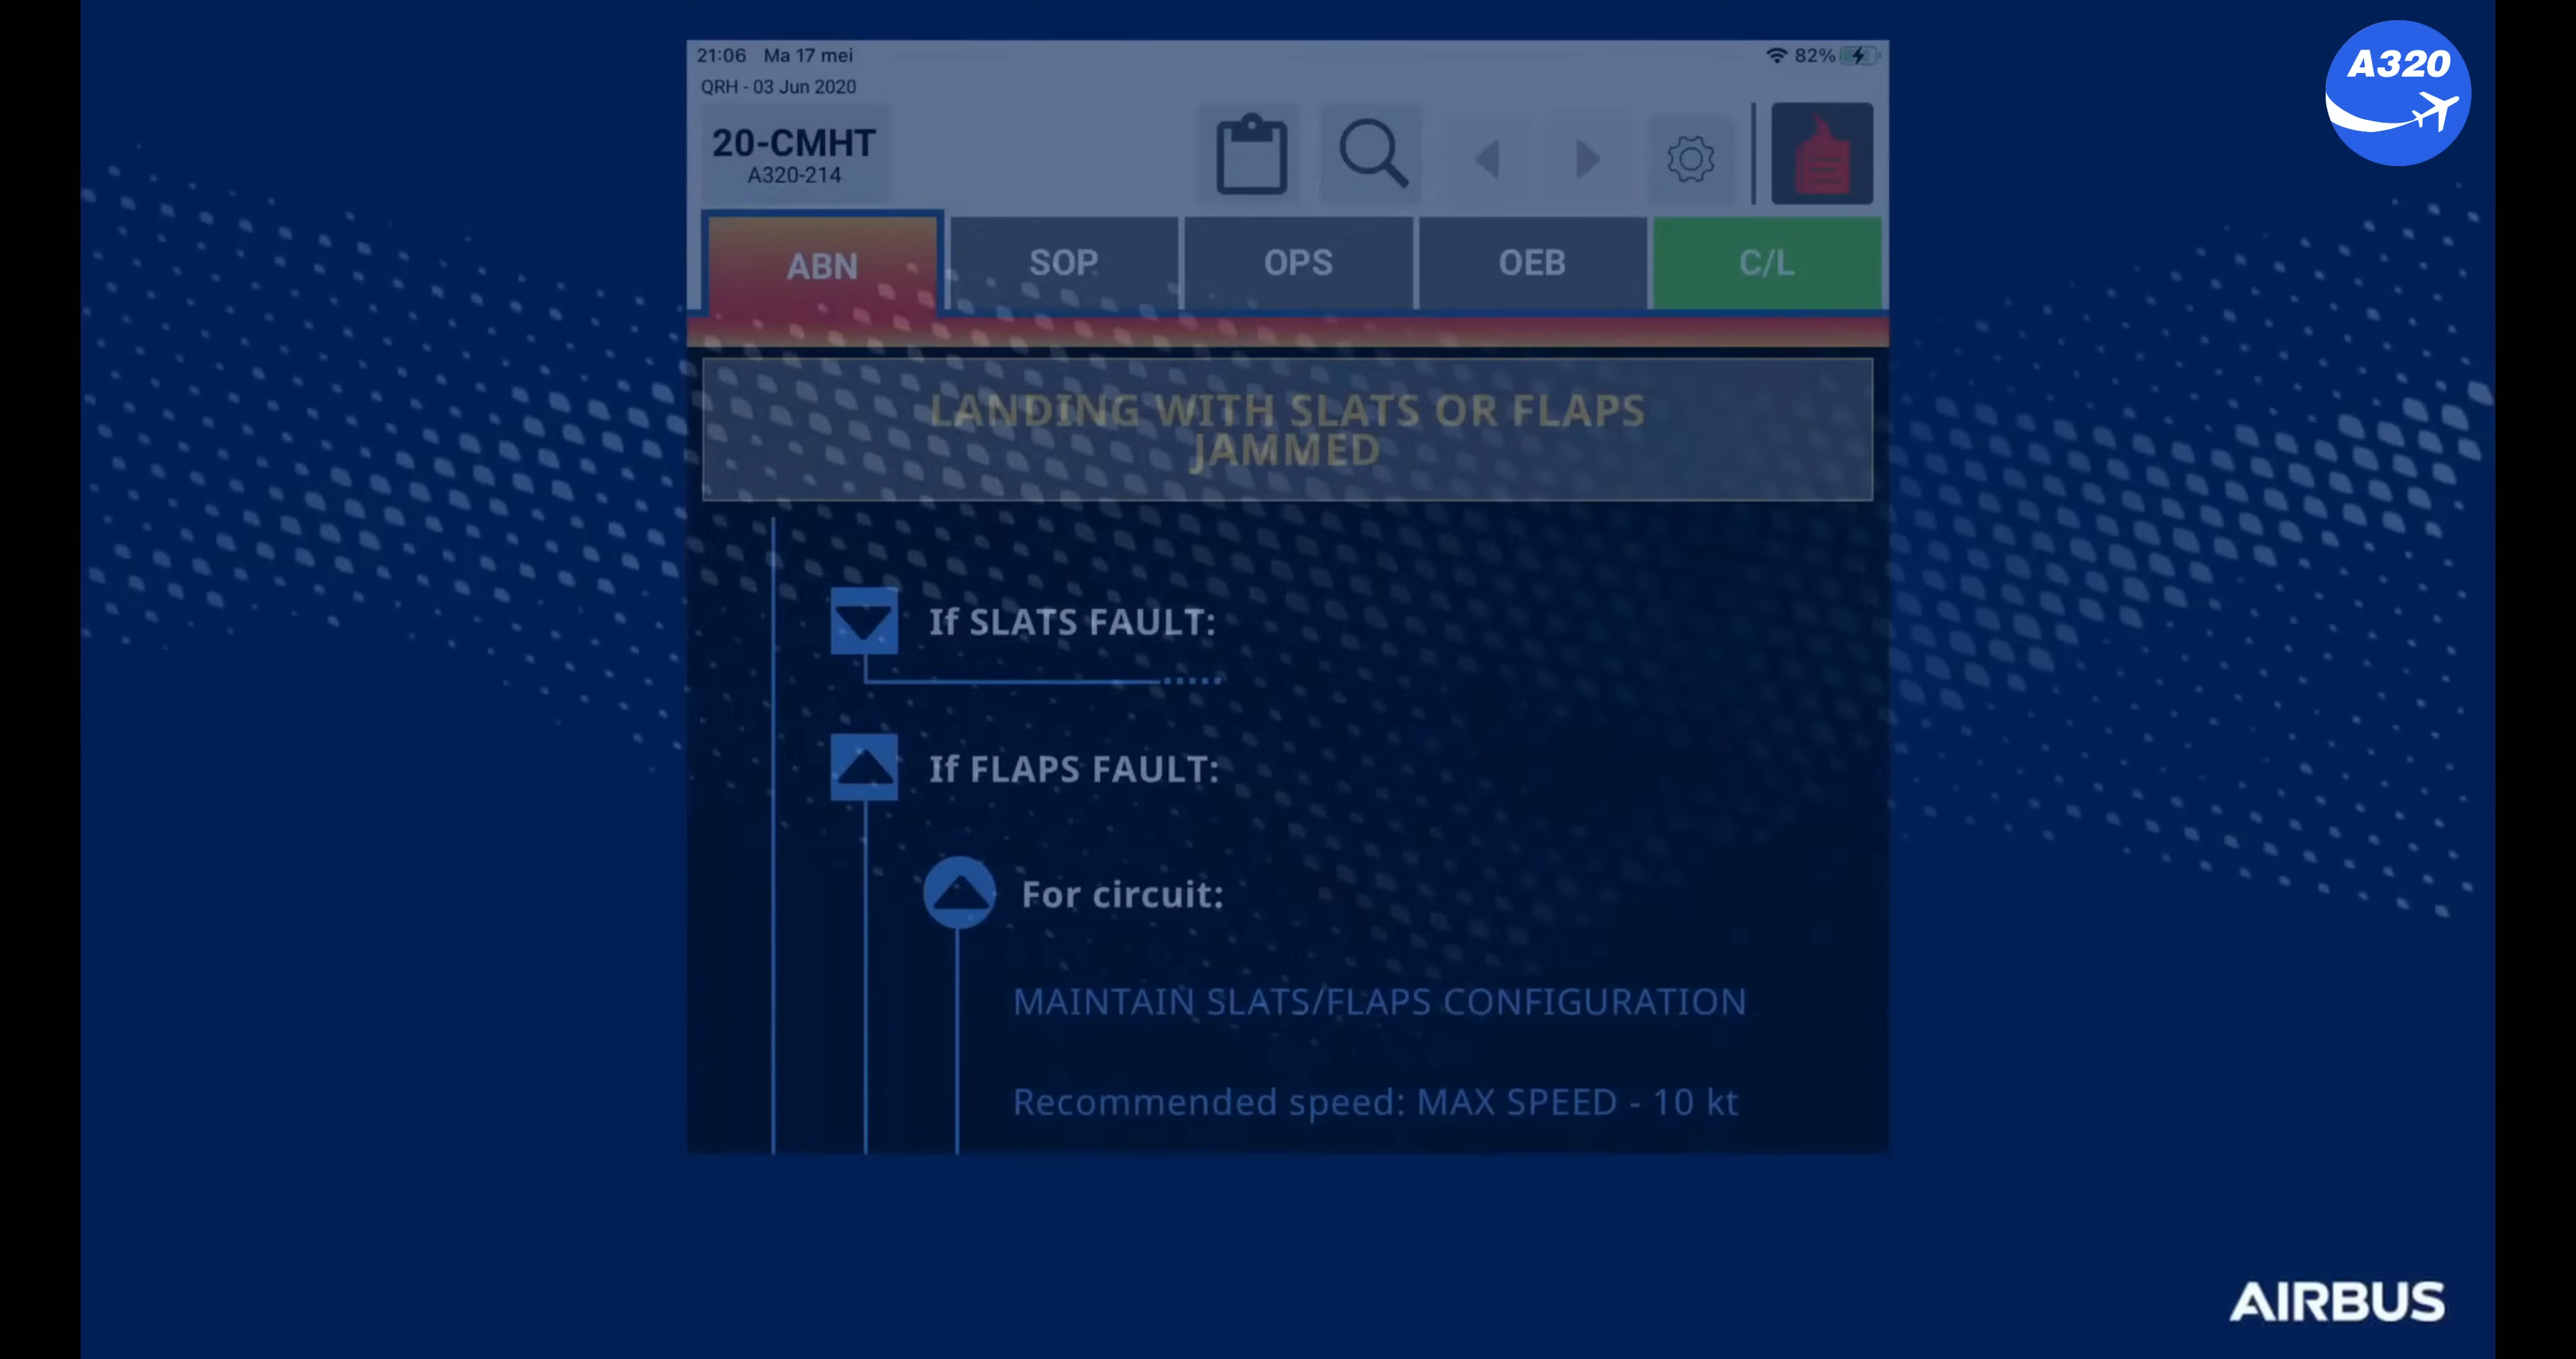 A320
21:06 Ma 17 mei
82%
QRH - 03 Jun 2020
20-CMHT
A320-214
ABN
SOP
OPS
OEB
C/L
LANDING WITH SLATS OR FLAPS
JAMMED
If SLATS FAULT:
If FLAPS FAULT:
For circuit:
MAINTAIN SLATS/FLAPS CONFIGURATION
Recommended speed: MAX SPEED - 10 kt
AIRBUS